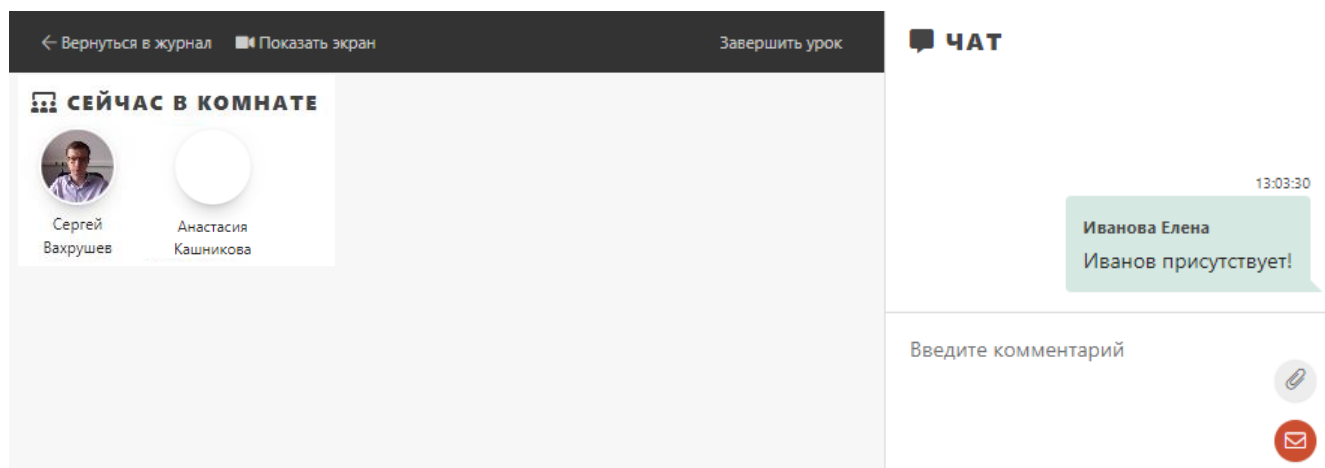 Вернуться в журнал Показать экран Завершить урок
СЕЙЧАС В КОМНАТЕ
Сергей
Вахрушев
Анастасия
Кашникова
ЧАТ
13:03:30
Иванова Елена
Иванов присутствует!
Введите комментарий